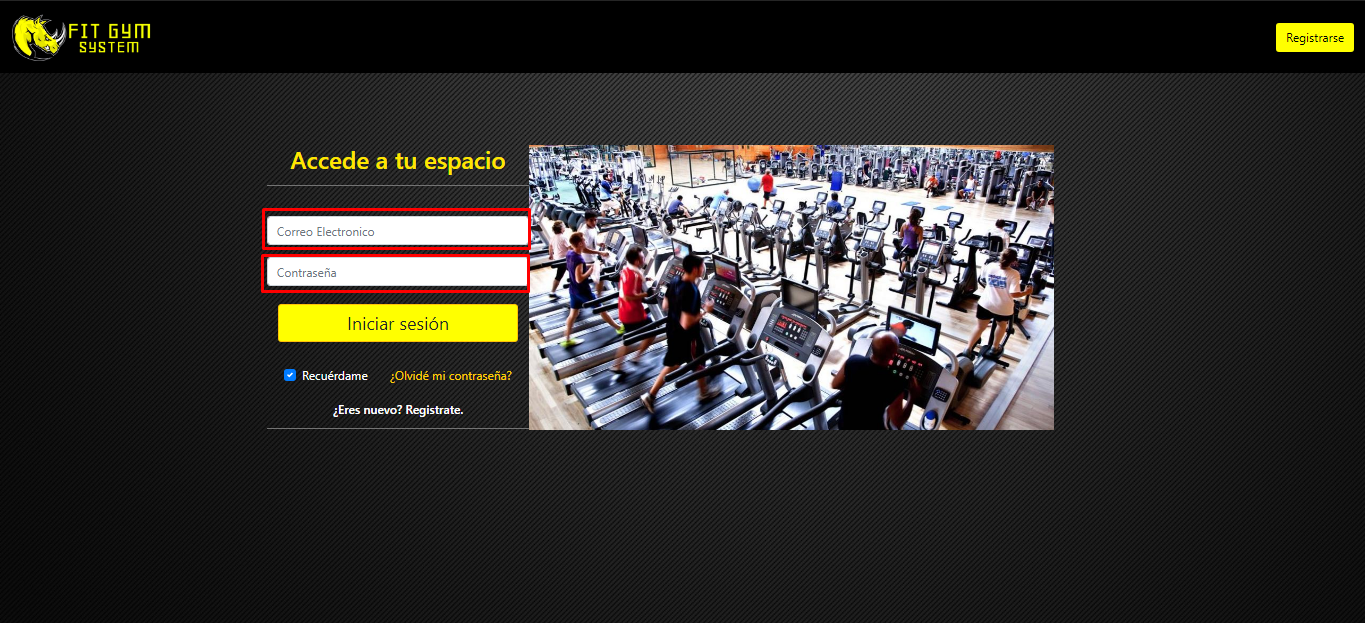 FIT GYM
SYSTEM
Registrarse
Accede a tu espacio
Correo Electronico
Contraseña
Iniciar sesión
Recuérdame
¿Olvidé mi contraseña?
¿Eres nuevo? Registrate.